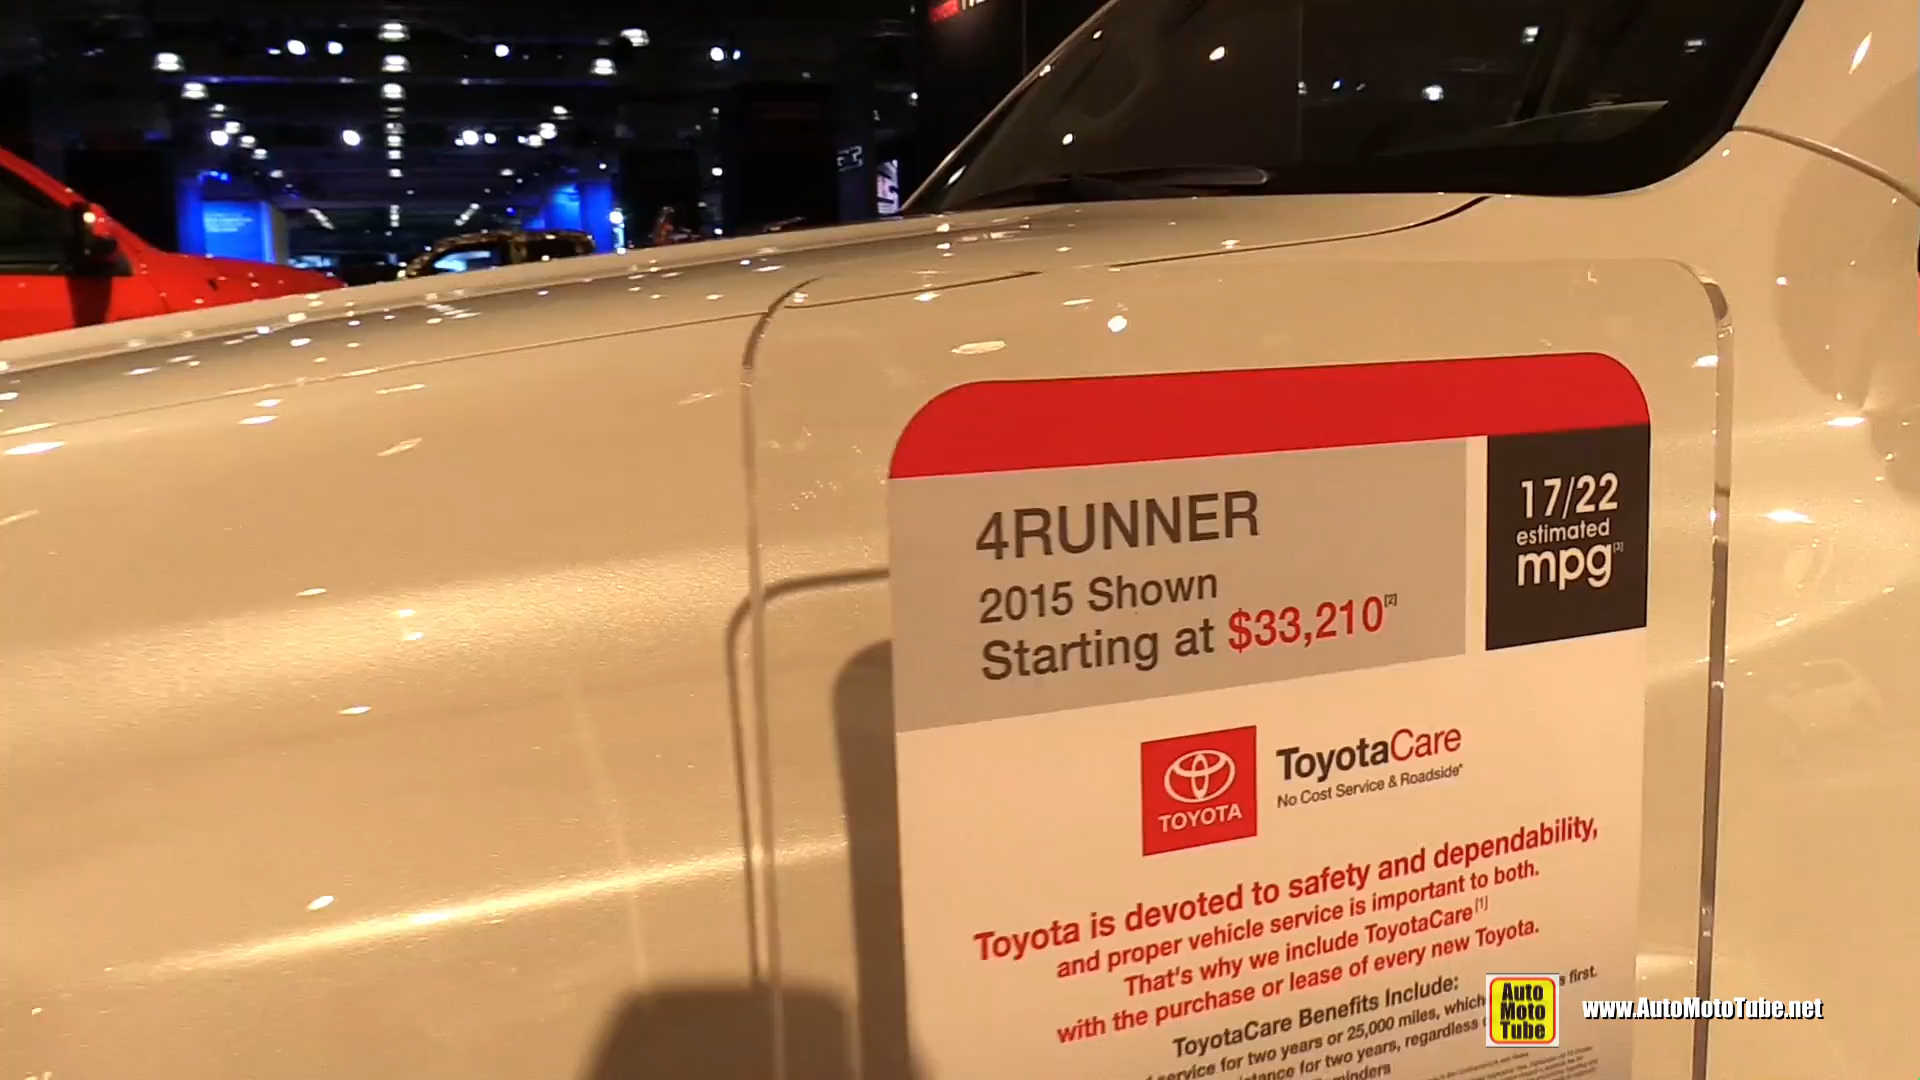 4RUNNER
2015 Shown
Starting at $33,210[2]
17/22
estimated
mpg[3]
TOYOTA
ToyotaCare
No Cost Service & Roadside*
Toyota is devoted to safety and dependability,
and proper vehicle service is important to both.
That's why we include ToyotaCare[1]
with the purchase or lease of every new Toyota.
ToyotaCare Benefits Include:
service for two years or 25,000 miles, which first.
for two years, regardless
Auto
Moto
Tube
www.AutoMotoTube.net